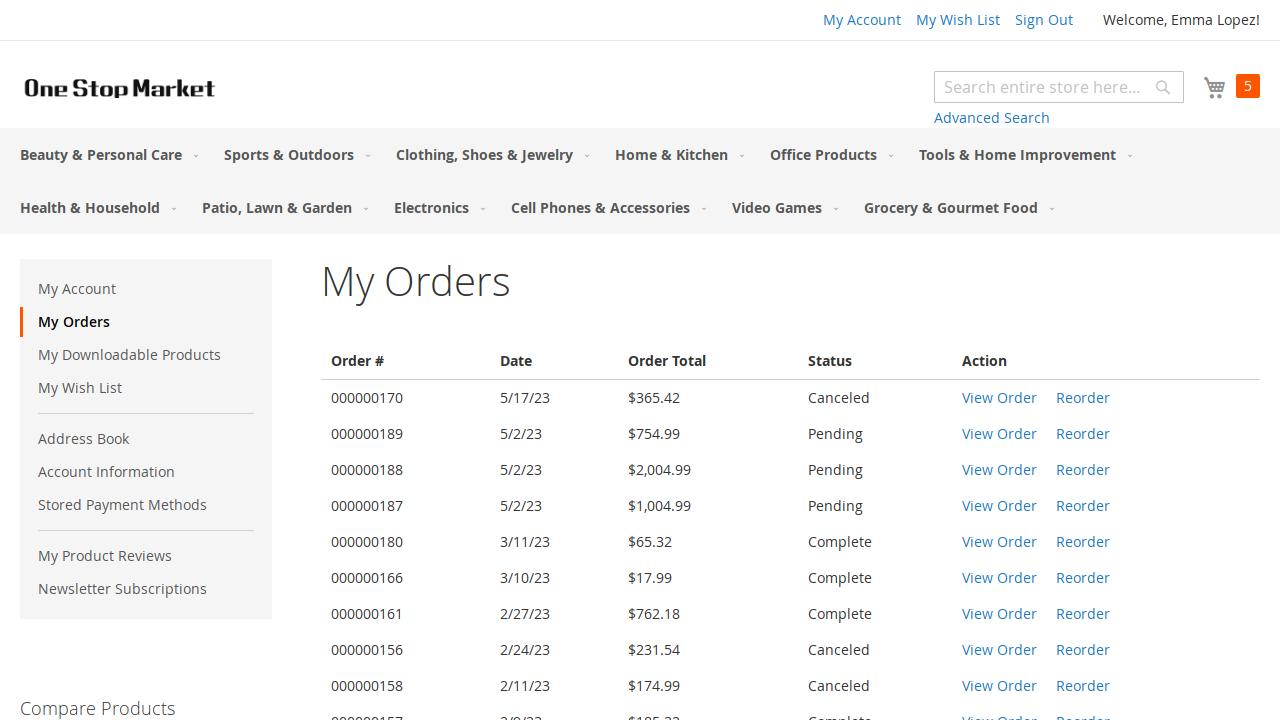 My Account My Wish List Sign Out Welcome, Emma Lopez!
One Stop Market
Search entire store here...
5
Advanced Search
Beauty & Personal Care Sports & Outdoors Clothing, Shoes & Jewelry Home & Kitchen Office Products Tools & Home Improvement
Health & Household Patio, Lawn & Garden Electronics Cell Phones & Accessories Video Games Grocery & Gourmet Food
My Account
My Orders
My Downloadable Products
My Wish List
Address Book
Account Information
Stored Payment Methods
My Product Reviews
Newsletter Subscriptions
Compare Products
My Orders
Order # Date Order Total Status Action
000000170 5/17/23 $365.42 Canceled View Order Reorder
000000189 5/2/23 $754.99 Pending View Order Reorder
000000188 5/2/23 $2,004.99 Pending View Order Reorder
000000187 5/2/23 $1,004.99 Pending View Order Reorder
000000180 3/11/23 $65.32 Complete View Order Reorder
000000166 3/10/23 $17.99 Complete View Order Reorder
000000161 2/27/23 $762.18 Complete View Order Reorder
000000156 2/24/23 $231.54 Canceled View Order Reorder
000000158 2/11/23 $174.99 Canceled View Order Reorder